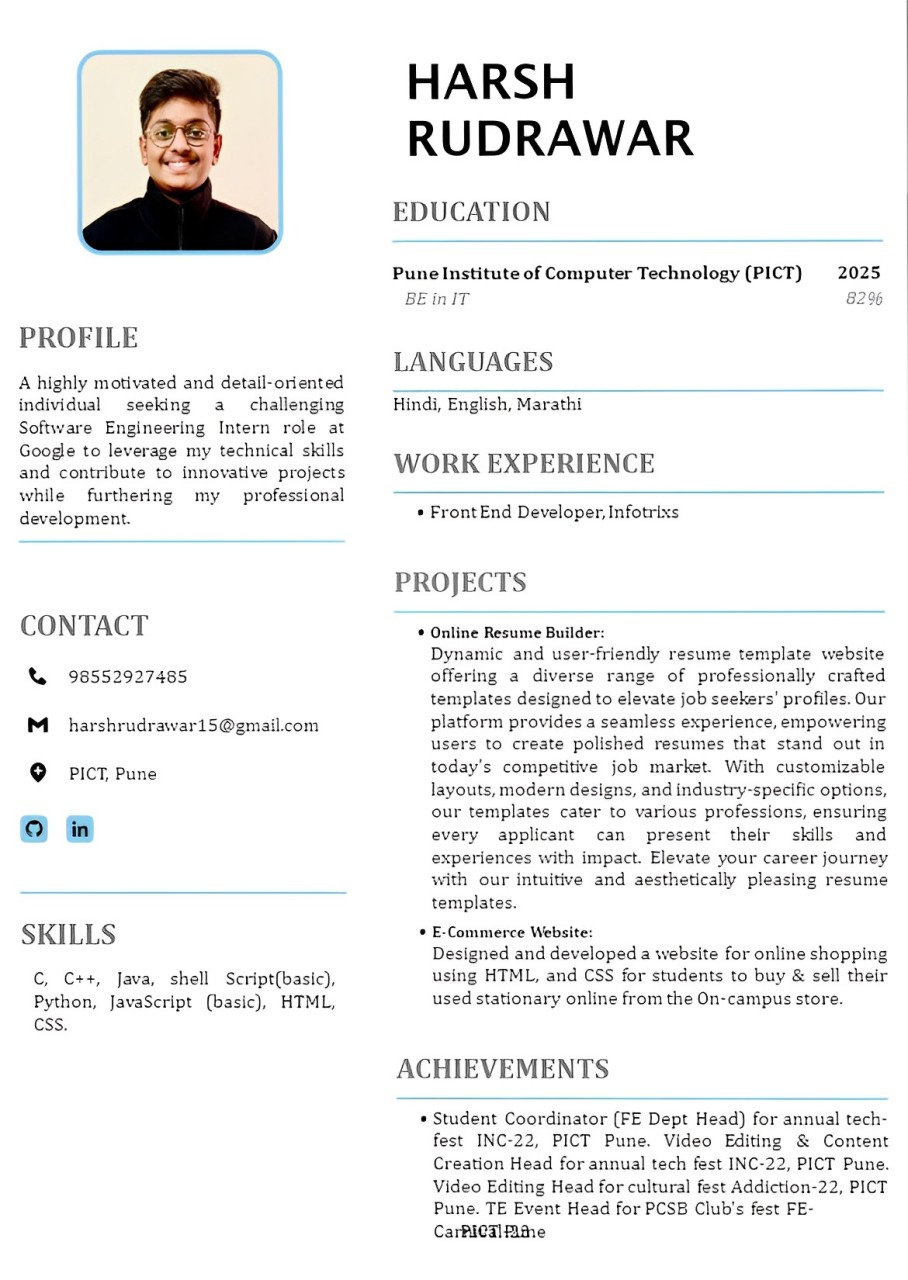 HARSH
RUDRAWAR
PROFILE
A highly motivated and detail-oriented
individual seeking a challenging
Software Engineering Intern role at
Google to leverage my technical skills
and contribute to innovative projects
while furthering my professional
development.
CONTACT
98552927485
harshrudrawar15@gmail.com
PICT, Pune
in
SKILLS
C, C++, Java, shell Script(basic),
Python, JavaScript (basic), HTML,
CSS.
EDUCATION
Pune Institute of Computer Technology (PICT) 2025
BE in IT 82%
LANGUAGES
Hindi, English, Marathi
WORK EXPERIENCE
• Front End Developer, Infotrixs
PROJECTS
• Online Resume Builder:
Dynamic and user-friendly resume template website
offering a diverse range of professionally crafted
templates designed to elevate job seekers' profiles. Our
platform provides a seamless experience, empowering
users to create polished resumes that stand out in
today's competitive job market. With customizable
layouts, modern designs, and industry-specific options,
our templates cater to various professions, ensuring
every applicant can present their skills and
experiences with impact. Elevate your career journey
with our intuitive and aesthetically pleasing resume
templates.
• E-Commerce Website:
Designed and developed a website for online shopping
using HTML, and CSS for students to buy & sell their
used stationary online from the On-campus store.
ACHIEVEMENTS
• Student Coordinator (FE Dept Head) for annual tech-
fest INC-22, PICT Pune. Video Editing & Content
Creation Head for annual tech fest INC-22, PICT Pune.
Video Editing Head for cultural fest Addiction-22, PICT
Pune. TE Event Head for PCSB Club's fest FE-